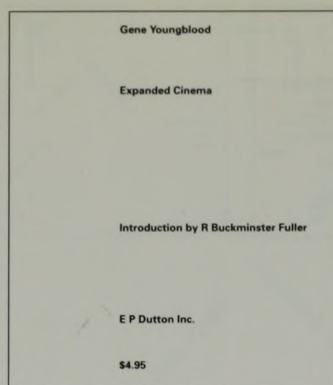 Gene Youngblood
Expanded Cinema
Introduction by R Buckminster Fuller
E P Dutton Inc.
$4.95